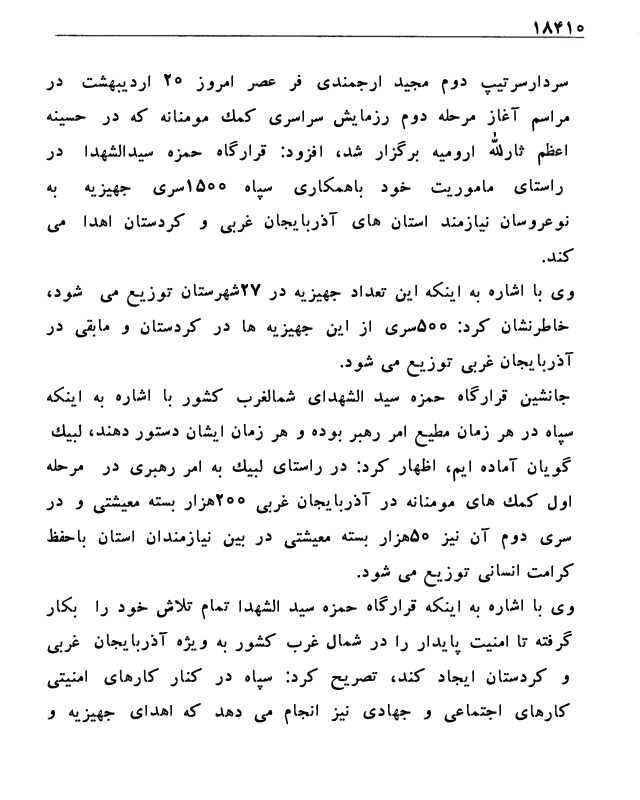 ۱۸۴۱۰
سردارسرتیپ دوم مجید ارجمندی فر عصر امروز ۲۰ اردیبهشت در
مراسم آغاز مرحله دوم رزمایش سراسری کمك مومنانه که در حسینه
اعظم ثارلله ارومیه برگزار شد، افزود: قرارگاه حمزه سیدالشهدا در
راستای ماموریت خود باهمکاری سپاه ۱۵۰۰سری جهیزیه به
نوعروسان نیازمند استان های آذربایجان غربی و کردستان اهدا می
کند.
وی با اشاره به اینکه این تعداد جهیزیه در ۲۷شهرستان توزیع می شود،
خاطرنشان کرد: ۵۰۰سری از این جهیزیه ها در کردستان و مابقی در
آذربایجان غربی توزیع می شود.
جانشین قرارگاه حمزه سید الشهدای شمالغرب کشور با اشاره به اینکه
سپاه در هر زمان مطیع امر رهبر بوده و هر زمان ایشان دستور دهند، لبیك
گویان آماده ایم، اظهار کرد: در راستای لبیك به امر رهبری در مرحله
اول کمك های مومنانه در آذربایجان غربی ۲۰۰هزار بسته معیشتی و در
سری دوم آن نیز ۵۰هزار بسته معیشتی در بین نیازمندان استان باحفظ
کرامت انسانی توزیع می شود.
وی با اشاره به اینکه قرارگاه حمزه سید الشهدا تمام تلاش خود را بکار
گرفته تا امنیت پایدار را در شمال غرب کشور به ویژه آذربایجان غربی
و کردستان ایجاد کند، تصریح کرد: سپاه در کنار کارهای امنیتی
کارهای اجتماعی و جهادی نیز انجام می دهد که اهدای جهیزیه و